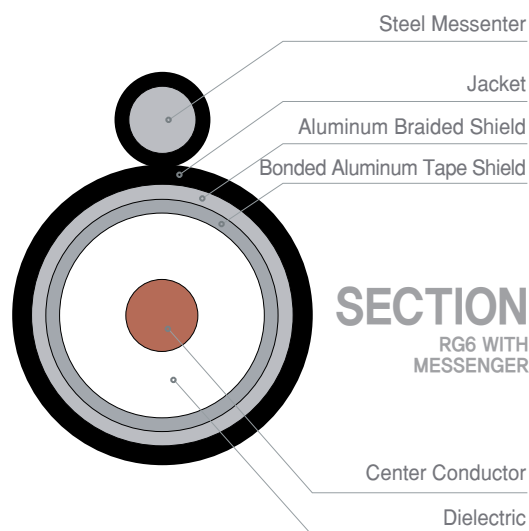 Steel Messenter
Jacket
Aluminum Braided Shield
Bonded Aluminum Tape Shield
SECTION
RG6 WITH
MESSENGER
Center Conductor
Dielectric